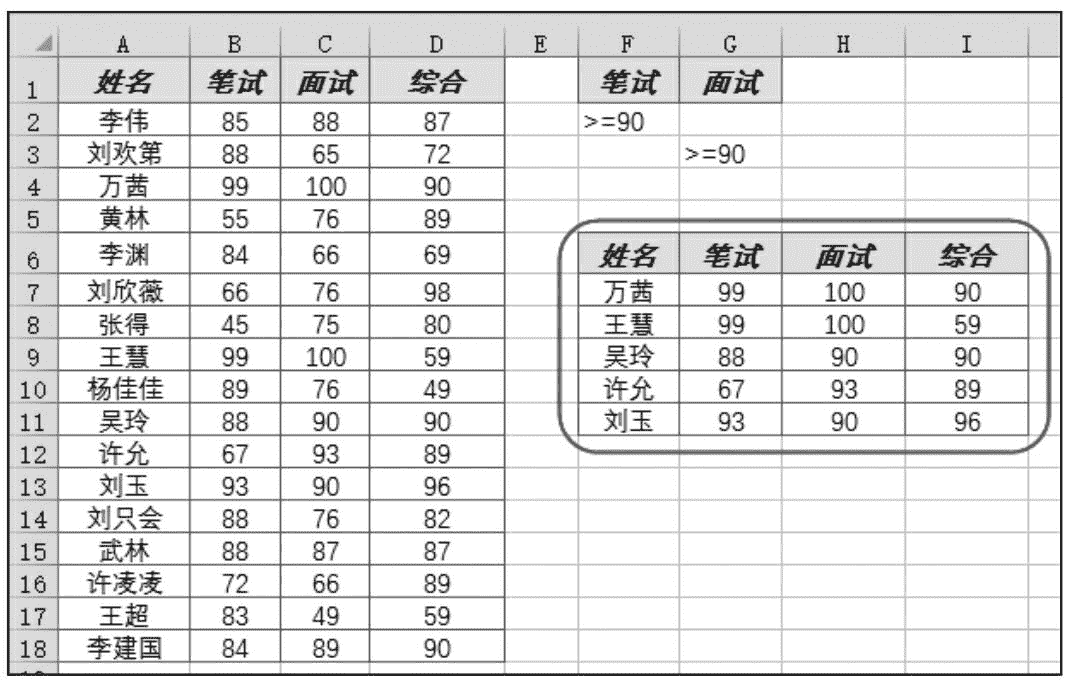 A B C D E F G H I
1 姓名 笔试 面试 综合 笔试 面试
2 李伟 85 88 87 >=90
3 刘欢第 88 65 72 >=90
4 万茜 99 100 90
5 黄林 55 76 89
6 李渊 84 66 69 姓名 笔试 面试 综合
7 刘欣薇 66 76 98 万茜 99 100 90
8 张得 45 75 80 王慧 99 100 59
9 王慧 99 100 59 吴玲 88 90 90
10 杨佳佳 89 76 49 许允 67 93 89
11 吴玲 88 90 90 刘玉 93 90 96
12 许允 67 93 89
13 刘玉 93 90 96
14 刘只会 88 76 82
15 武林 88 87 87
16 许凌凌 72 66 89
17 王超 83 49 59
18 李建国 84 89 90